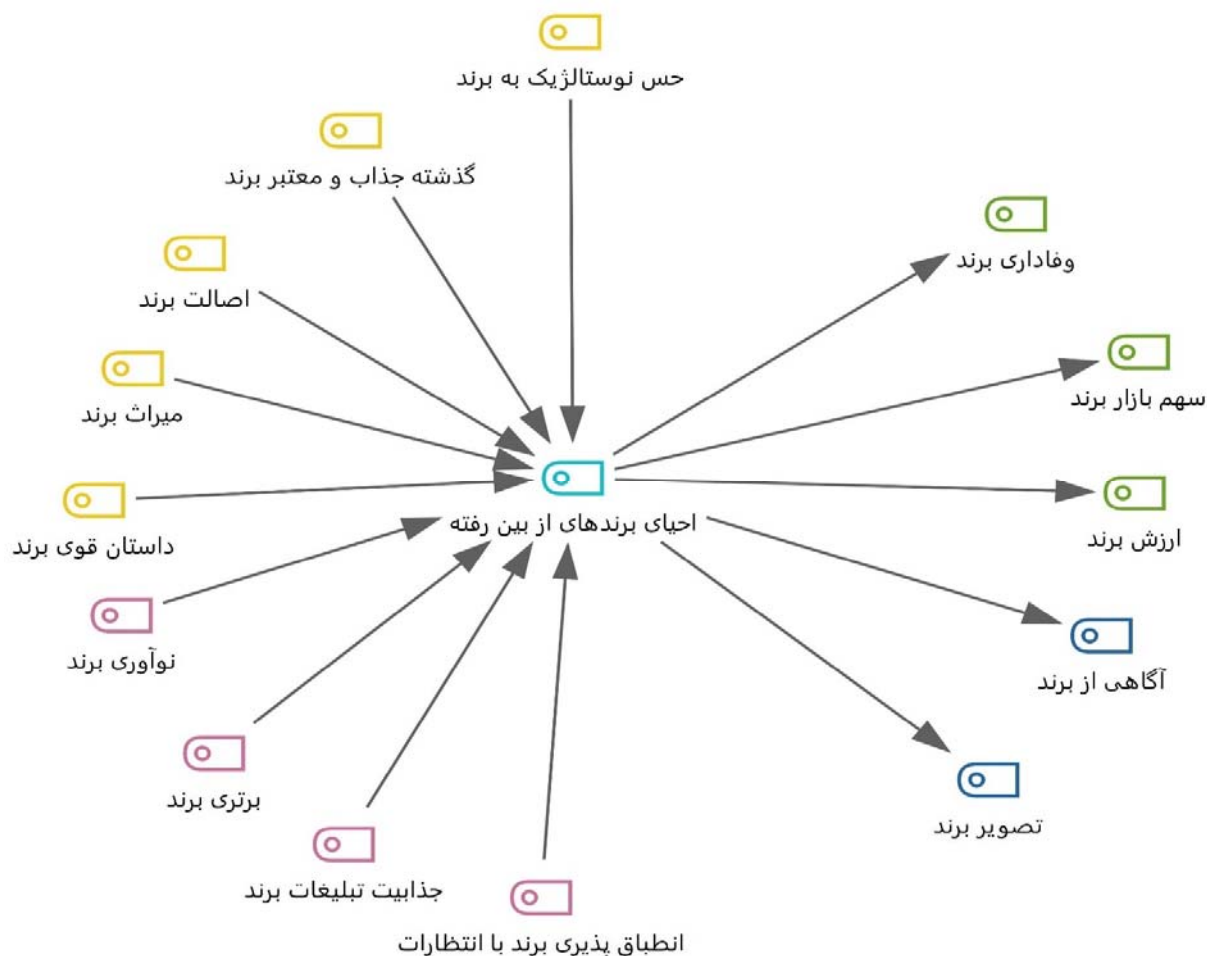 حس نوستالژیک به برند
گذشته جذاب و معتبر برند
وفاداری برند
اصالت برند
سهم بازار برند
میراث برند
احیای برندهای از بین رفته
ارزش برند
داستان قوی برند
نوآوری برند
آگاهی از برند
برتری برند
تصویر برند
جذابیت تبلیغات برند
انطباق پذیری برند با انتظارات